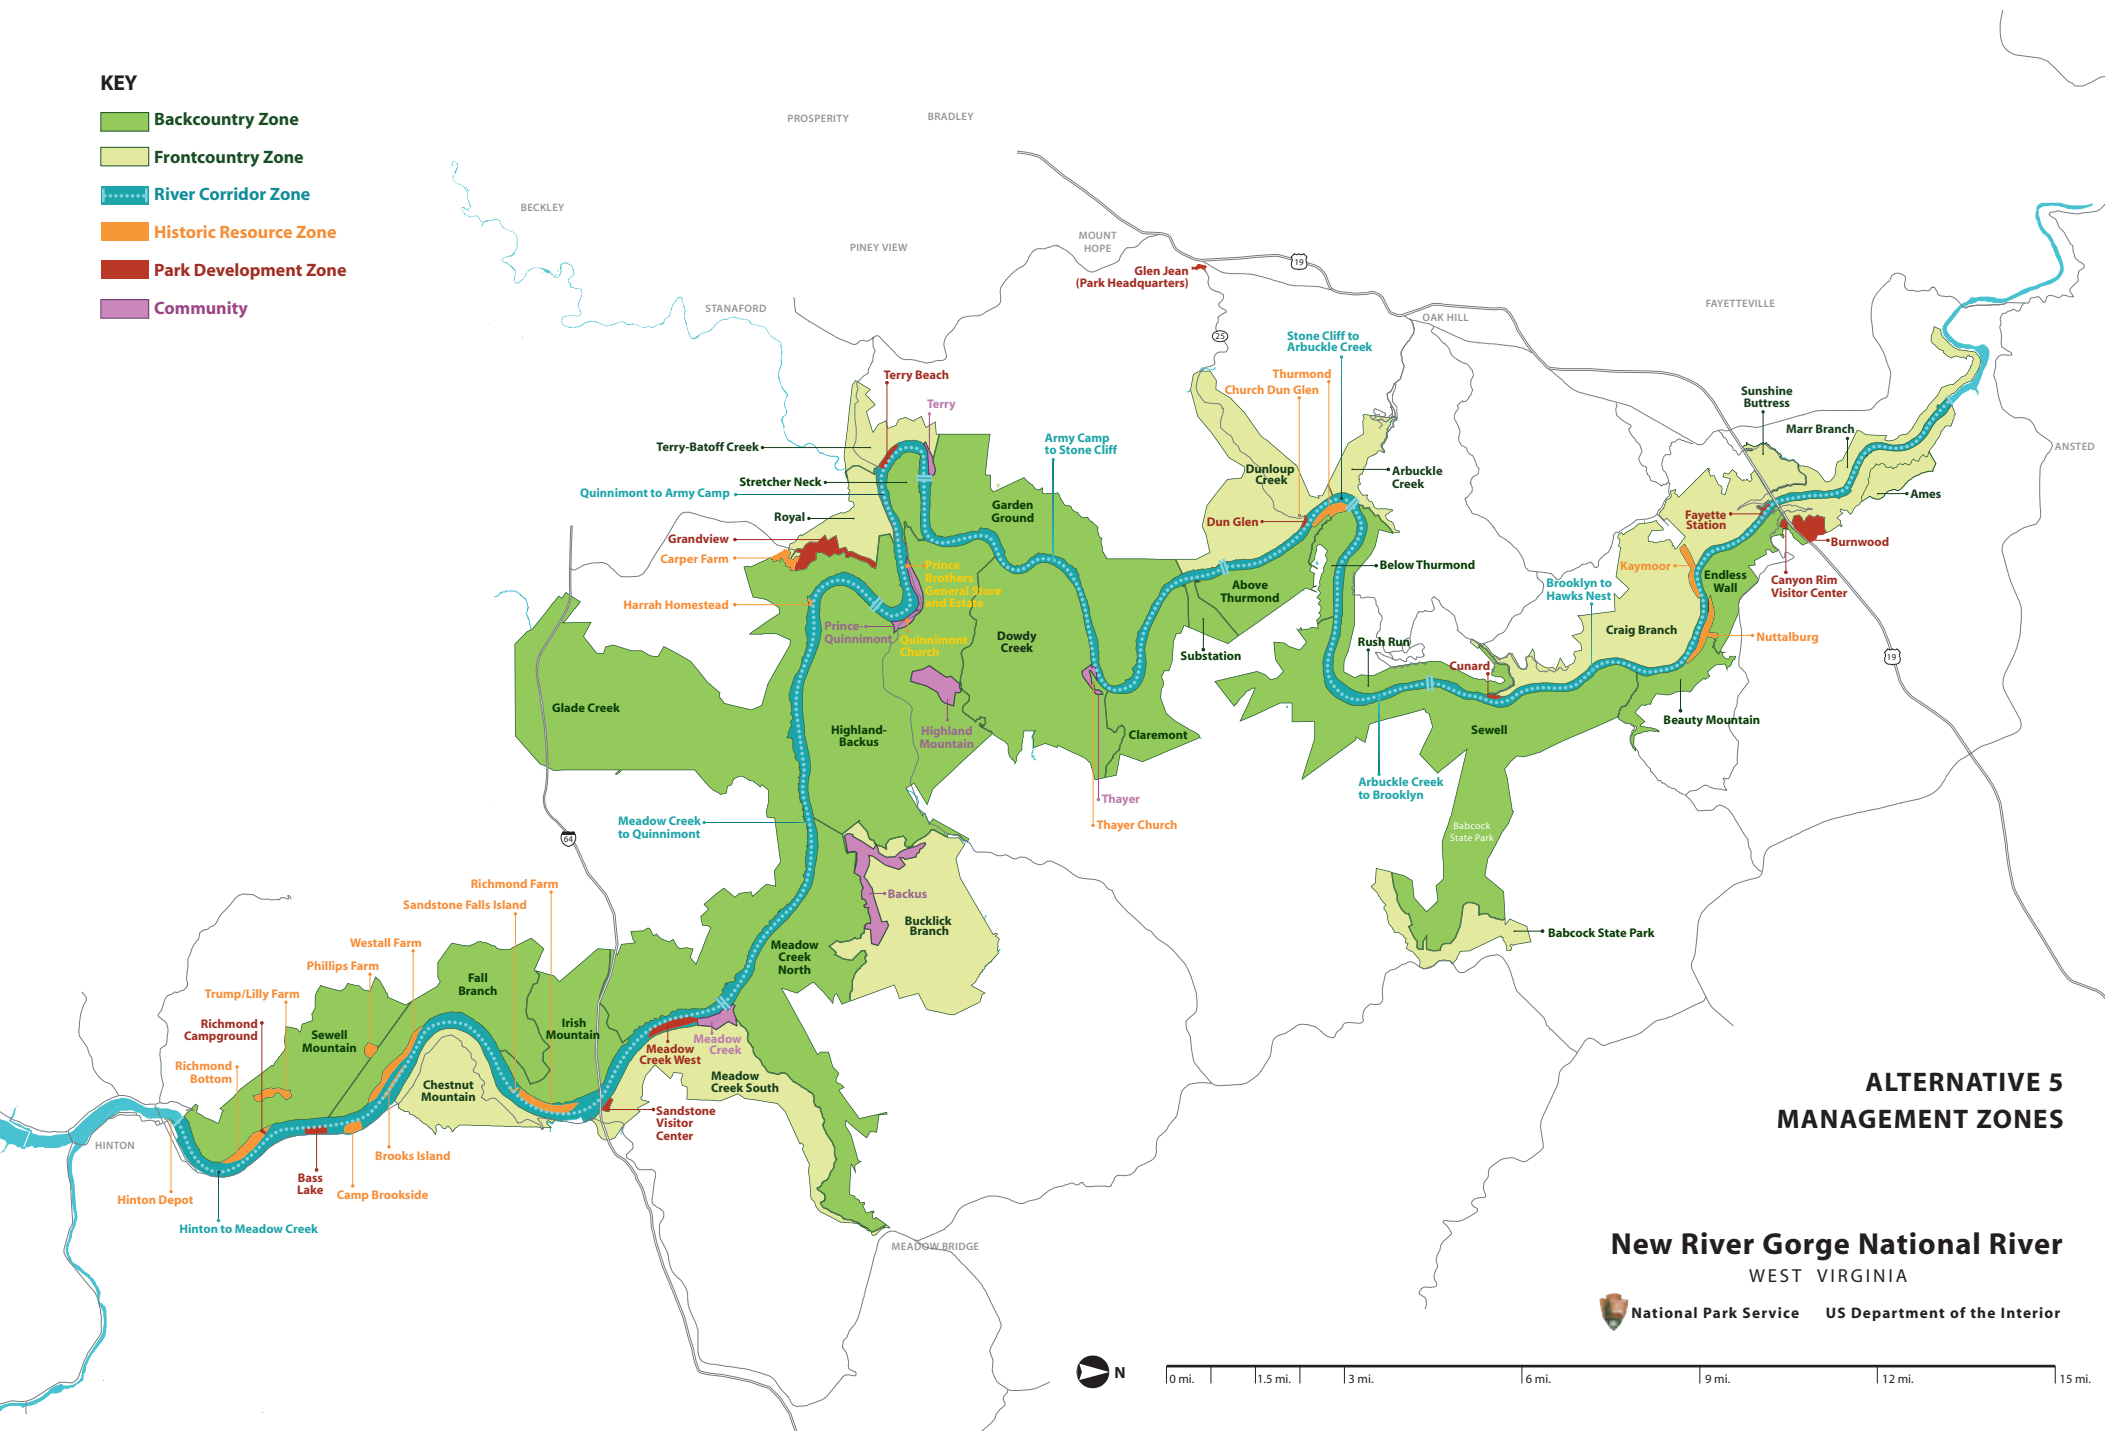 KEY
Backcountry Zone
Frontcountry Zone
River Corridor Zone
Historic Resource Zone
Park Development Zone
Community
PROSPERITY
BRADLEY
BECKLEY
PINEY VIEW
MOUNT
HOPE
STANAFORD
Glen Jean
(Park Headquarters)
19
OAK HILL
FAYETTEVILLE
ANSTED
25
Stone Cliff to
Arbuckle Creek
Thurmond
Church Dun Glen
Terry Beach
Terry
Terry-Batoff Creek
Stretcher Neck
Quinnimont to Army Camp
Royal
Grandview
Carper Farm
Harrah Homestead
Army Camp
to Stone Cliff
Garden
Ground
Dunloup
Creek
Arbuckle
Creek
Dun Glen
Sunshine
Buttress
Marr Branch
Ames
Fayette
Station
Burnwood
Kaymoor
Endless
Wall
Canyon Rim
Visitor Center
Brooklyn to
Hawks Nest
Craig Branch
Nuttalburg
19
Prince
Brothers
General Store
and Estate
Prince-
Quinnimont
Quinnimont
Church
Dowdy
Creek
Above
Thurmond
Below Thurmond
Substation
Rush Run
Cunard
Beauty Mountain
Sewell
Glade Creek
Highland-
Backus
Highland
Mountain
Claremont
Arbuckle Creek
to Brooklyn
Thayer
Thayer Church
Babcock
State Park
Babcock State Park
Meadow Creek
to Quinnimont
64
Backus
Bucklick
Branch
Meadow
Creek
North
Richmond Farm
Sandstone Falls Island
Westall Farm
Phillips Farm
Trump/Lilly Farm
Richmond
Campground
Richmond
Bottom
Fall
Branch
Sewell
Mountain
Irish
Mountain
Chestnut
Mountain
Meadow
Creek West
Meadow
Creek
Meadow
Creek South
Sandstone
Visitor
Center
HINTON
Hinton Depot
Hinton to Meadow Creek
Bass
Lake
Camp Brookside
Brooks Island
MEADOW BRIDGE
ALTERNATIVE 5
MANAGEMENT ZONES
New River Gorge National River
WEST VIRGINIA
National Park Service US Department of the Interior
N
0 mi. 1.5 mi. 3 mi. 6 mi. 9 mi. 12 mi. 15 mi.